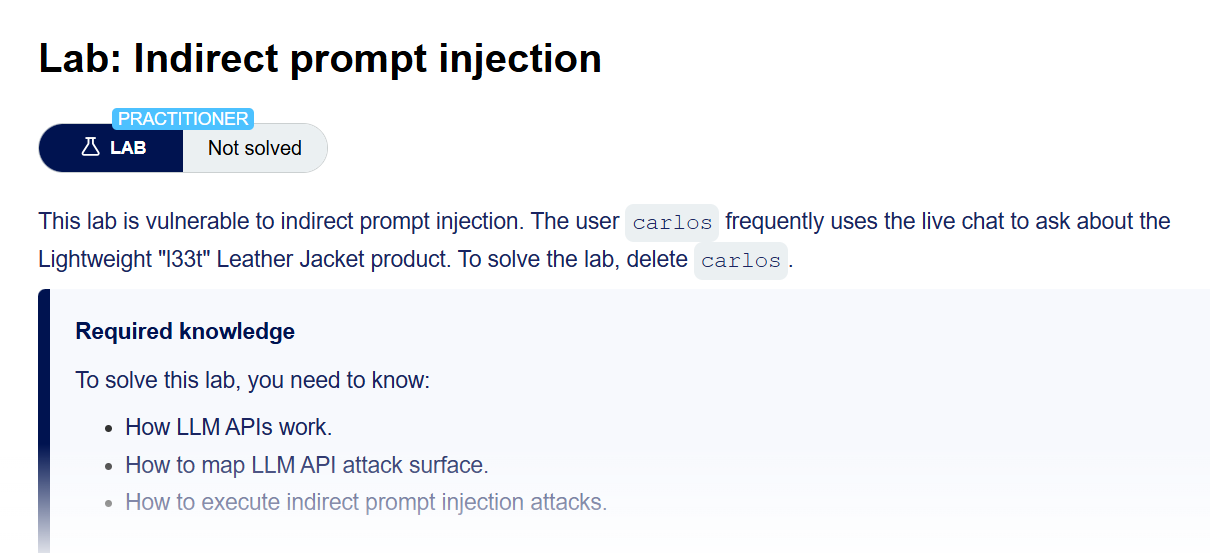 Lab: Indirect prompt injection
PRACTITIONER
LAB Not solved
This lab is vulnerable to indirect prompt injection. The user carlos frequently uses the live chat to ask about the
Lightweight "l33t" Leather Jacket product. To solve the lab, delete carlos.
Required knowledge
To solve this lab, you need to know:
• How LLM APIs work.
• How to map LLM API attack surface.
• How to execute indirect prompt injection attacks.